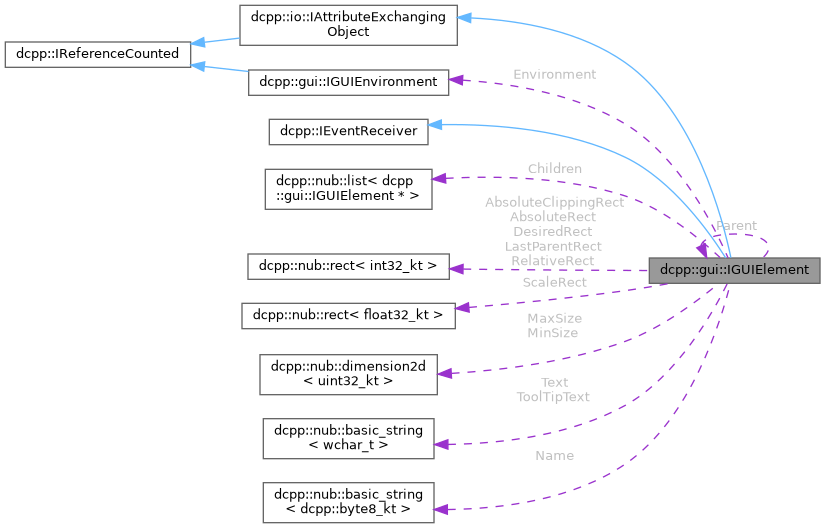 dcpp::io::IAttributeExchanging
Object
dcpp::IReferenceCounted
dcpp::gui::IGUIEnvironment
Environment
dcpp::IEventReceiver
dcpp::nub::list< dcpp
::gui::IGUIElement * >
Children
AbsoluteClippingRect
AbsoluteRect
DesiredRect
LastParentRect
RelativeRect
Parent
dcpp::gui::IGUIElement
dcpp::nub::rect< int32_kt >
ScaleRect
dcpp::nub::rect< float32_kt >
MaxSize
MinSize
dcpp::nub::dimension2d
< uint32_kt >
Text
ToolTipText
dcpp::nub::basic_string
< wchar_t >
Name
dcpp::nub::basic_string
< dcpp::byte8_kt >